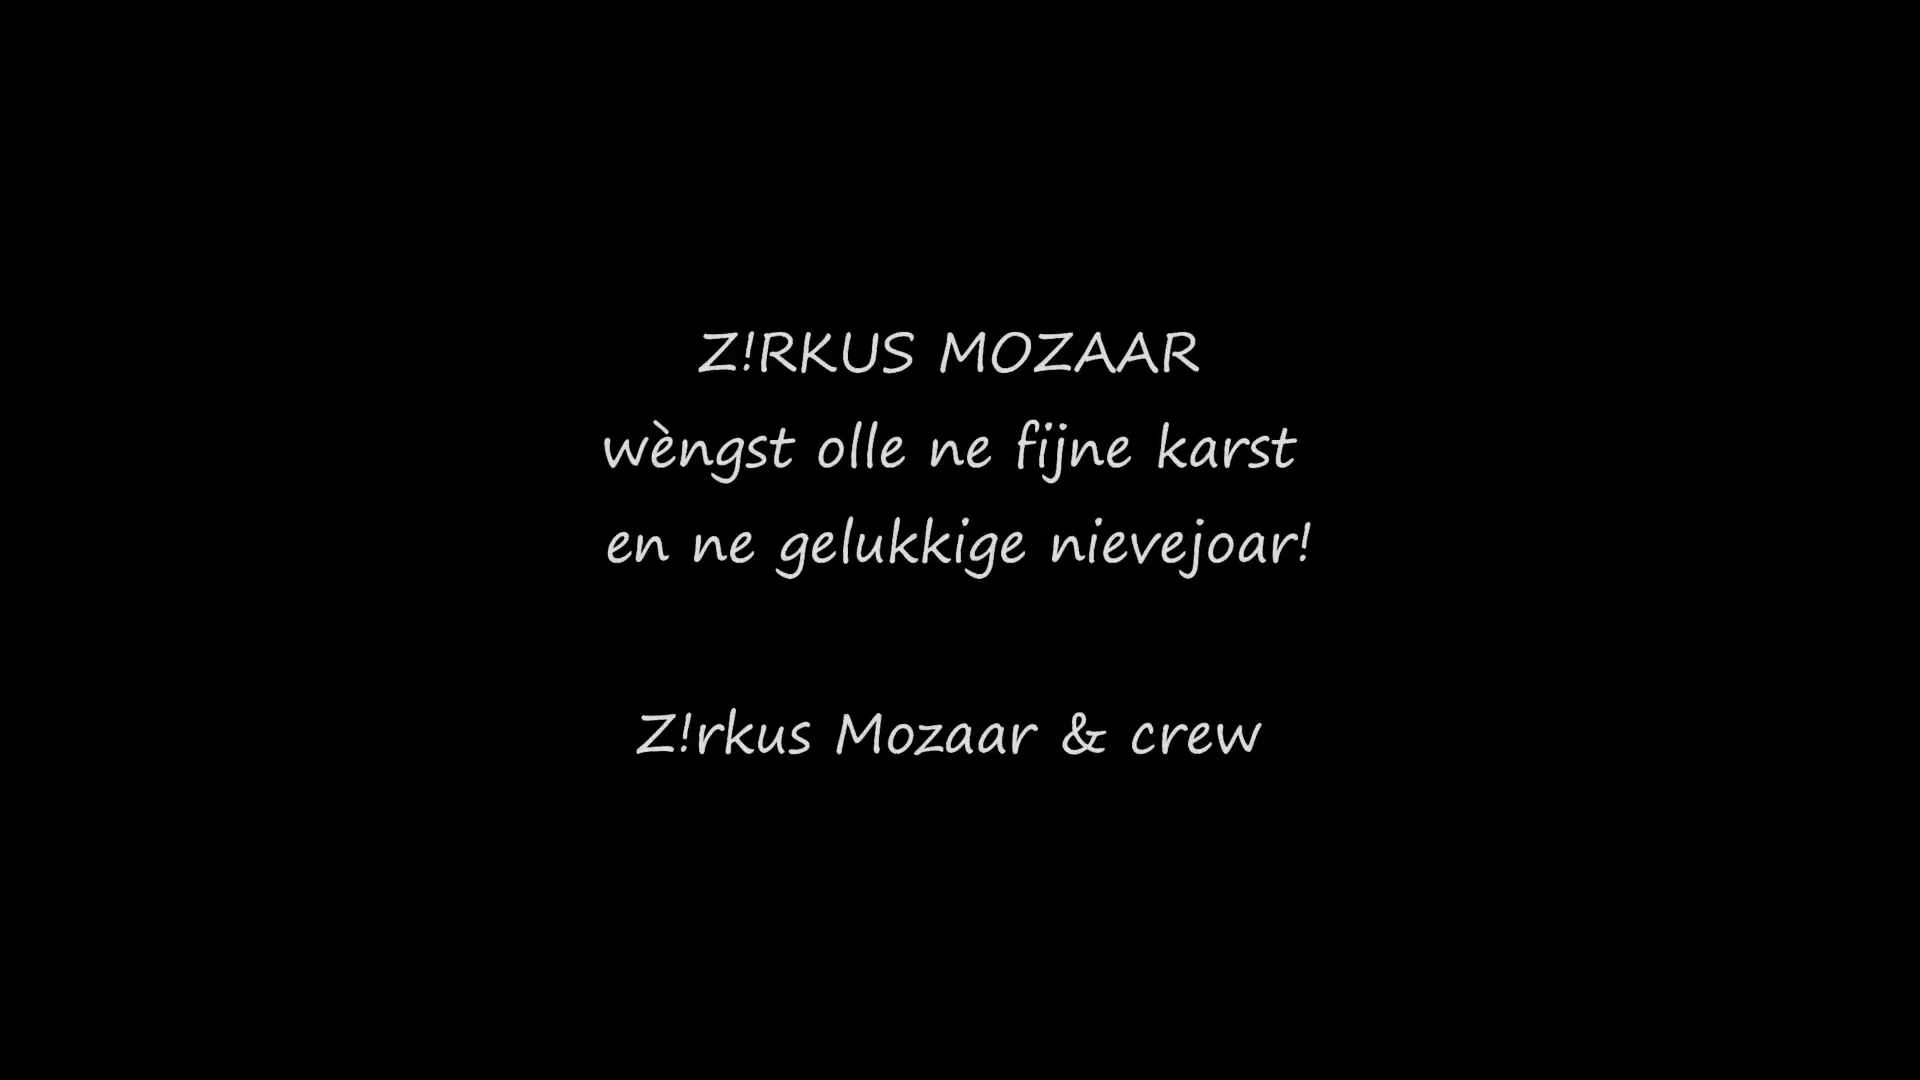 Z!RKUS MOZAAR
wèngst olle ne fijne karst
en ne gelukkige nievejoar!
Z!rkus Mozaar & crew